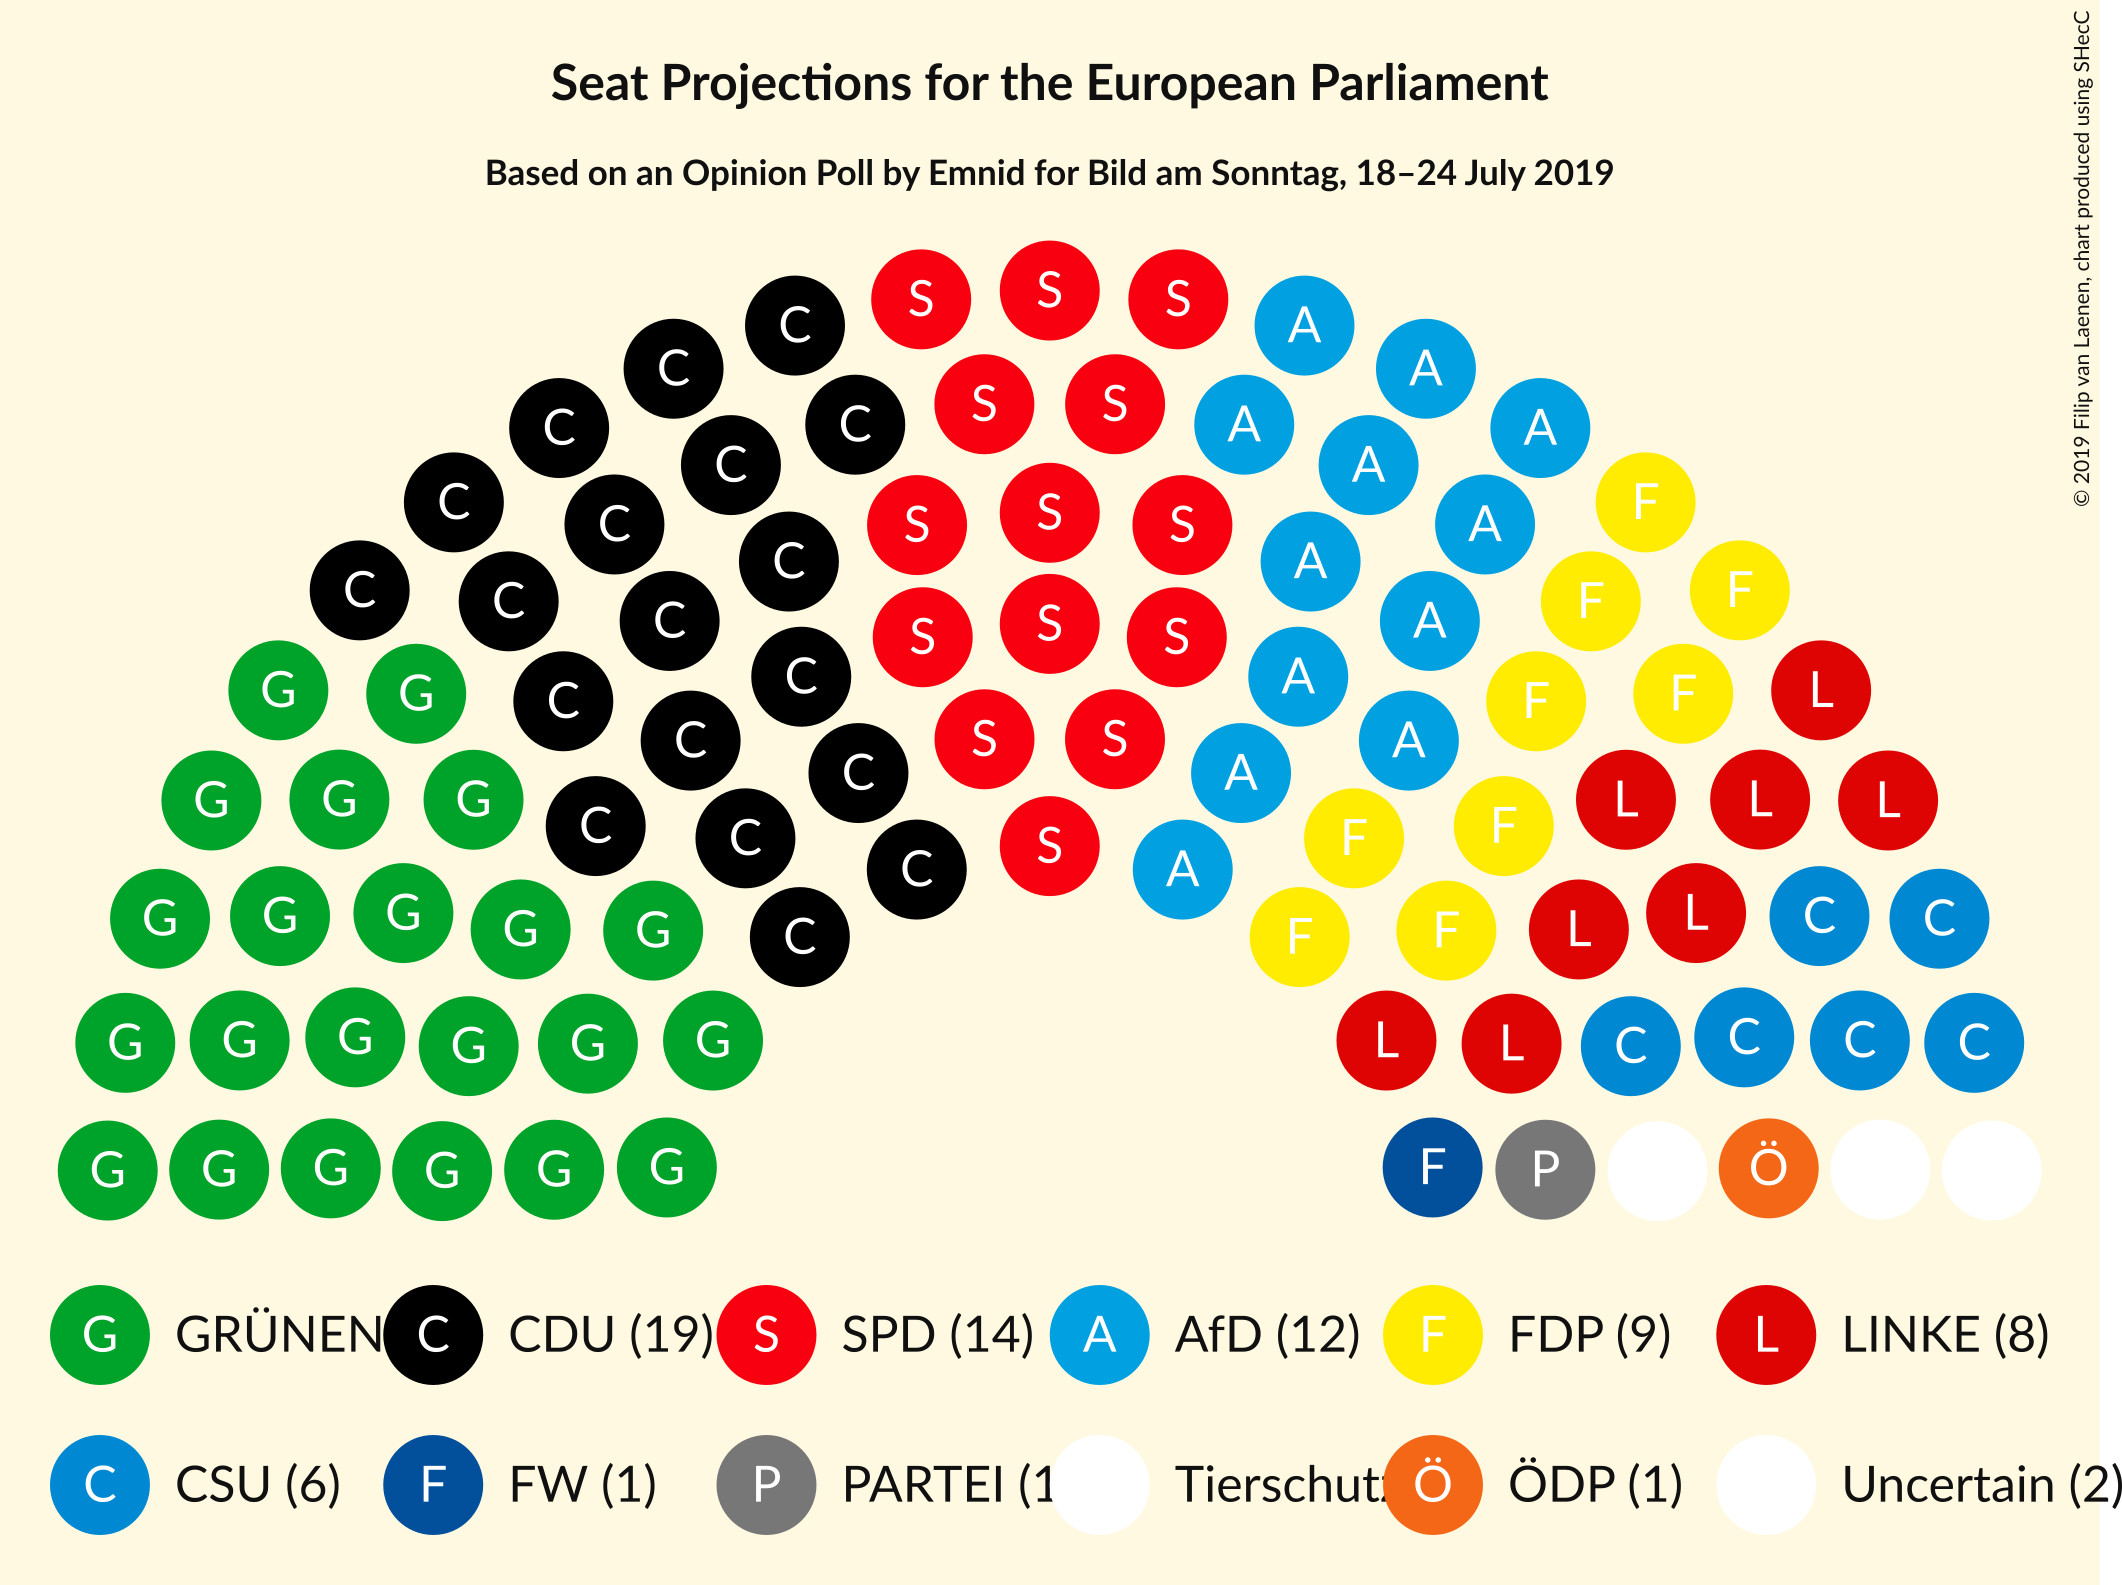 Seat Projections for the European Parliament
Based on an Opinion Poll by Emnid for Bild am Sonntag, 18–24 July 2019
© 2019 Filip van Laenen, chart produced using SHecC
S S S
C A
C A
S S
C A
C A
C A
C A
S
C F
S S
C A
C A
C F
C F
C A
S
S S
G C A L
G C A F
C F
S S
C A
C A
G G G C F L L L
C F
S
C A
G G G G G C F F L L C C
G G G G G G L L C C C C
G G G G G G F P Ö
G GRÜNEN C CDU (19) S SPD (14) A AfD (12) F FDP (9) L LINKE (8)
C CSU (6) F FW (1) P PARTEI (1 Tierschutz Ö ÖDP (1) Uncertain (2)